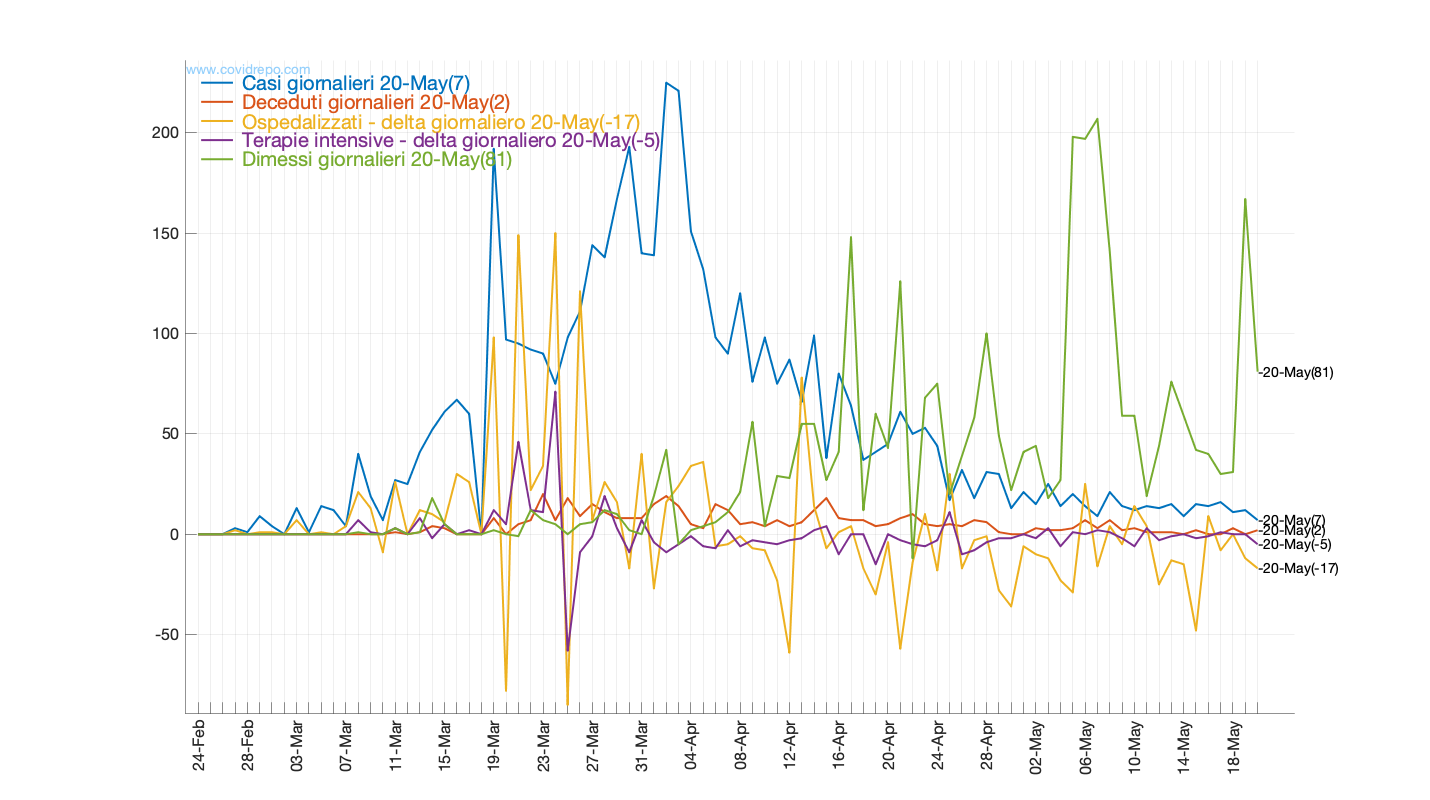 www.covidrepo.com
Casi giornalieri 20-May(7)
Deceduti giornalieri 20-May(2)
Ospedalizzati - delta giornaliero 20-May(-17)
Terapie intensive - delta giornaliero 20-May(-5)
Dimessi giornalieri 20-May(81)
200
150
100
50
0
-50
-20-May(81)
-20-May(7)
-20-May(2)
-20-May(-5)
-20-May(-17)
24-Feb
28-Feb
03-Mar
07-Mar
11-Mar
15-Mar
19-Mar
23-Mar
27-Mar
31-Mar
04-Apr
08-Apr
12-Apr
16-Apr
20-Apr
24-Apr
28-Apr
02-May
06-May
10-May
14-May
18-May